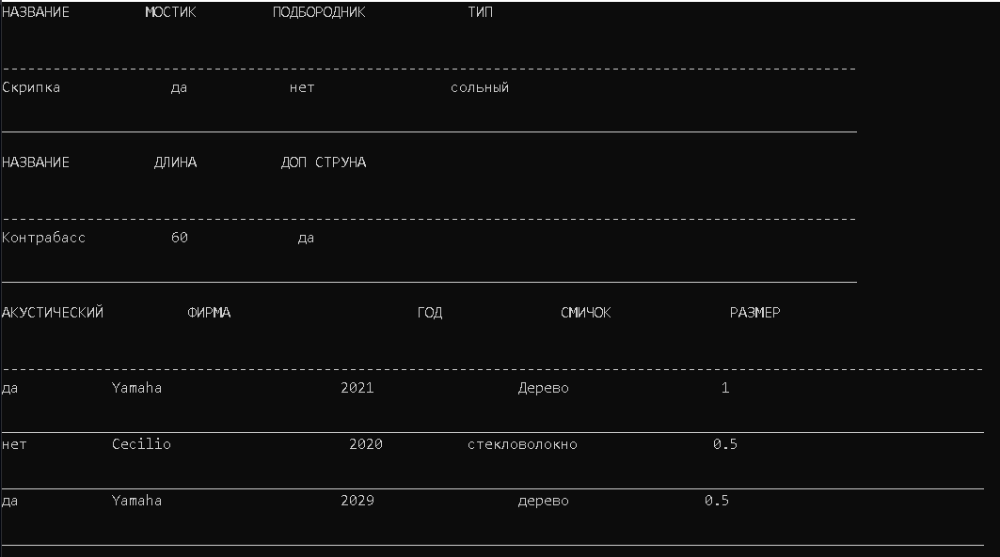 НАЗВАНИЕ МОСТИК ПОДБОРОДНИК ТИП
Скрипка да нет сольный
НАЗВАНИЕ ДЛИНА ДОП СТРУНА
Контрабасс 60 да
АКУСТИЧЕСКИЙ ФИРМА ГОД СМИЧОК РАЗМЕР
да Yamaha 2021 Дерево 1
нет Cecilio 2020 стекловолокно 0.5
да Yamaha 2029 дерево 0.5